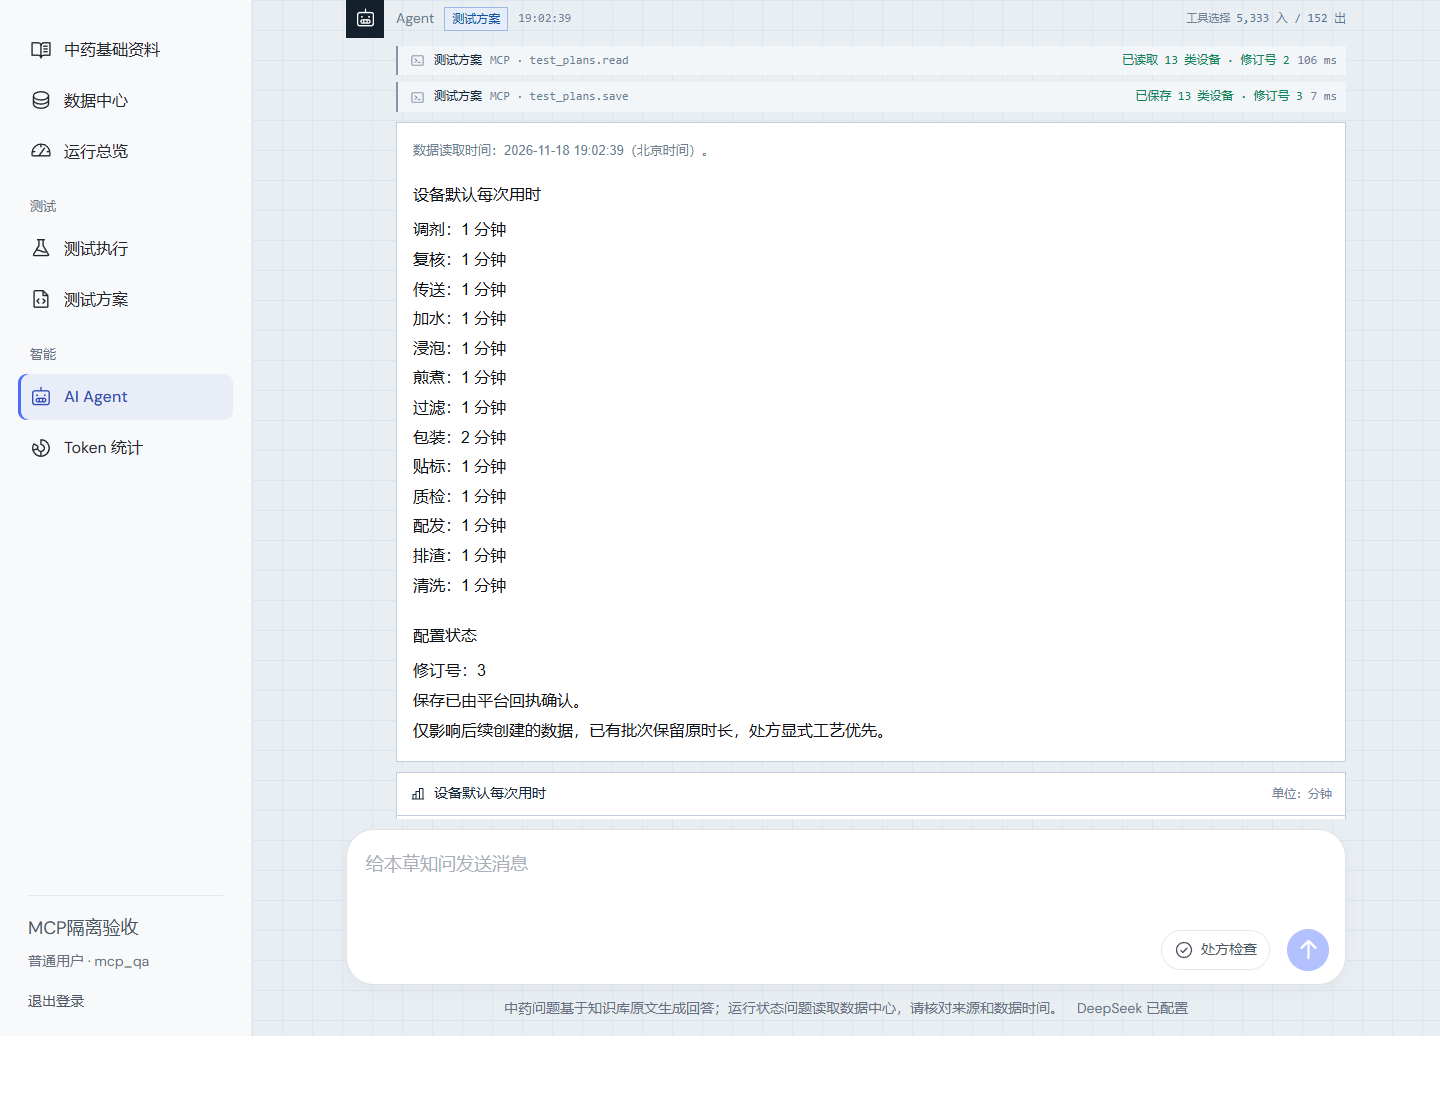 中药基础资料
数据中心
运行总览
测试
测试执行
测试方案
智能
AI Agent
Token 统计
MCP隔离验收
普通用户 · mcp_qa
退出登录
Agent 测试方案 19:02:39 工具选择 5,333 入 / 152 出
测试方案 MCP · test_plans.read 已读取 13 类设备 · 修订号 2 106 ms
测试方案 MCP · test_plans.save 已保存 13 类设备 · 修订号 3 7 ms
数据读取时间：2026-11-18 19:02:39（北京时间）。
设备默认每次用时
调剂：1 分钟
复核：1 分钟
传送：1 分钟
加水：1 分钟
浸泡：1 分钟
煎煮：1 分钟
过滤：1 分钟
包装：2 分钟
贴标：1 分钟
质检：1 分钟
配发：1 分钟
排渣：1 分钟
清洗：1 分钟
配置状态
修订号：3
保存已由平台回执确认。
仅影响后续创建的数据，已有批次保留原时长，处方显式工艺优先。
设备默认每次用时 单位：分钟
给本草知问发送消息
处方检查
中药问题基于知识库原文生成回答；运行状态问题读取数据中心，请核对来源和数据时间。 DeepSeek 已配置